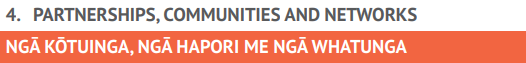 4. PARTNERSHIPS, COMMUNITIES AND NETWORKS
NGĀ KŌTUINGA, NGĀ HAPORI ME NGĀ WHATUNGA